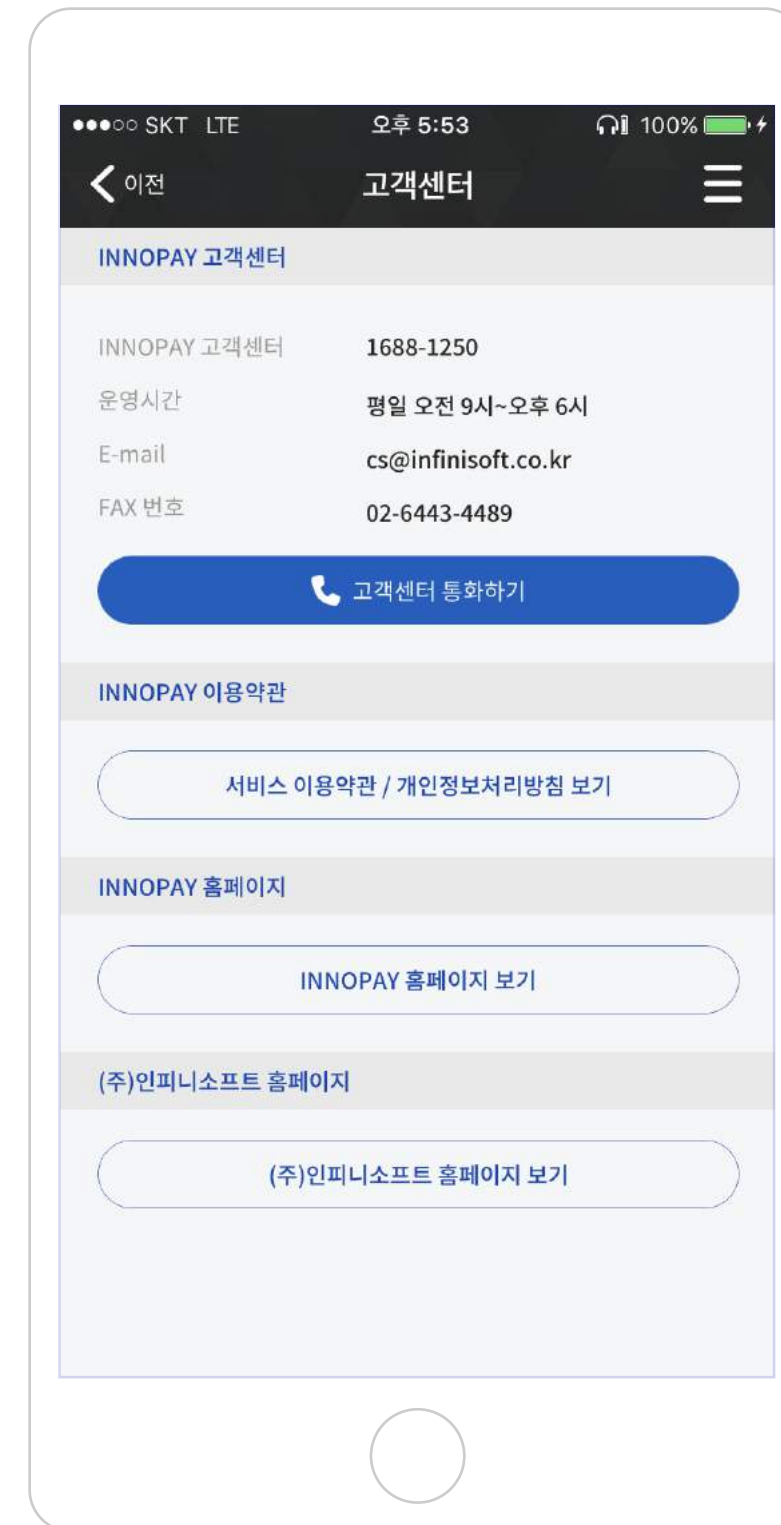 SKT LTE 오후 5:53 100%
이전 고객센터
INNOPAY 고객센터
INNOPAY 고객센터 1688-1250
운영시간 평일 오전 9시~오후 6시
E-mail cs@infinisoft.co.kr
FAX 번호 02-6443-4489
고객센터 통화하기
INNOPAY 이용약관
서비스 이용약관 / 개인정보처리방침 보기
INNOPAY 홈페이지
INNOPAY 홈페이지 보기
(주)인피니소프트 홈페이지
(주)인피니소프트 홈페이지 보기